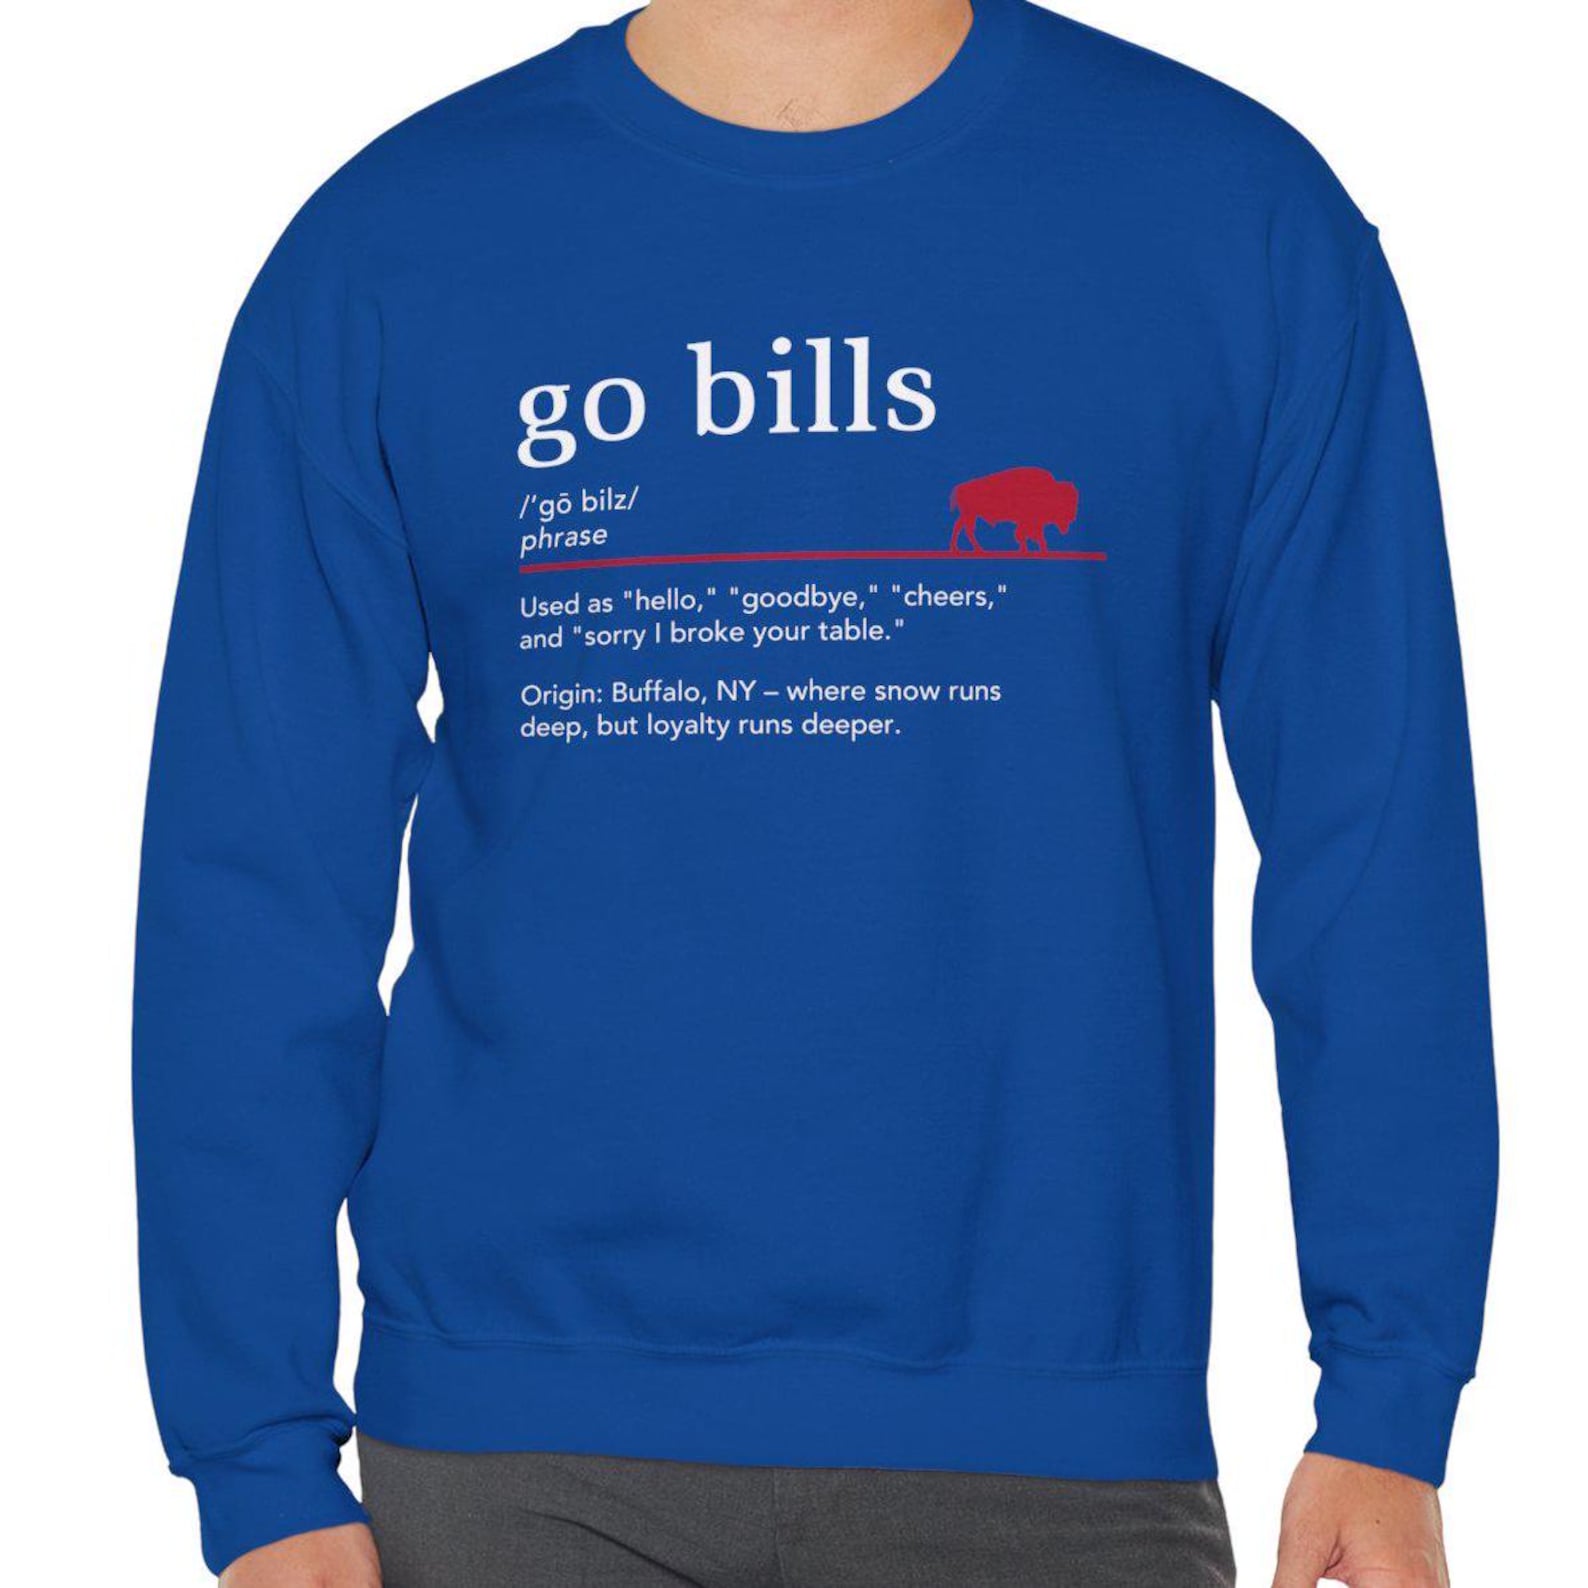 go bills
/'gō bilz/
phrase
Used as "hello," "goodbye," "cheers,"
and "sorry I broke your table."
Origin: Buffalo, NY – where snow runs
deep, but loyalty runs deeper.